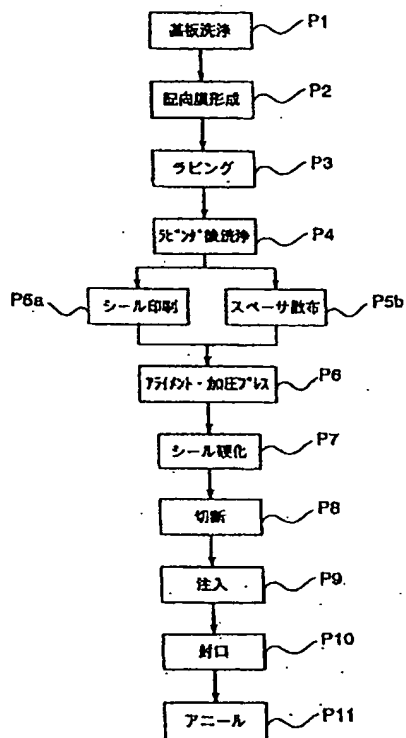 基板洗浄 P1
配向膜形成 P2
ラビング P3
ラビング後洗浄 P4
P6a シール印刷 スペーサ散布 P5b
アライメント・加圧プレス P6
シール硬化 P7
切断 P8
注入 P9
封口 P10
アニール P11